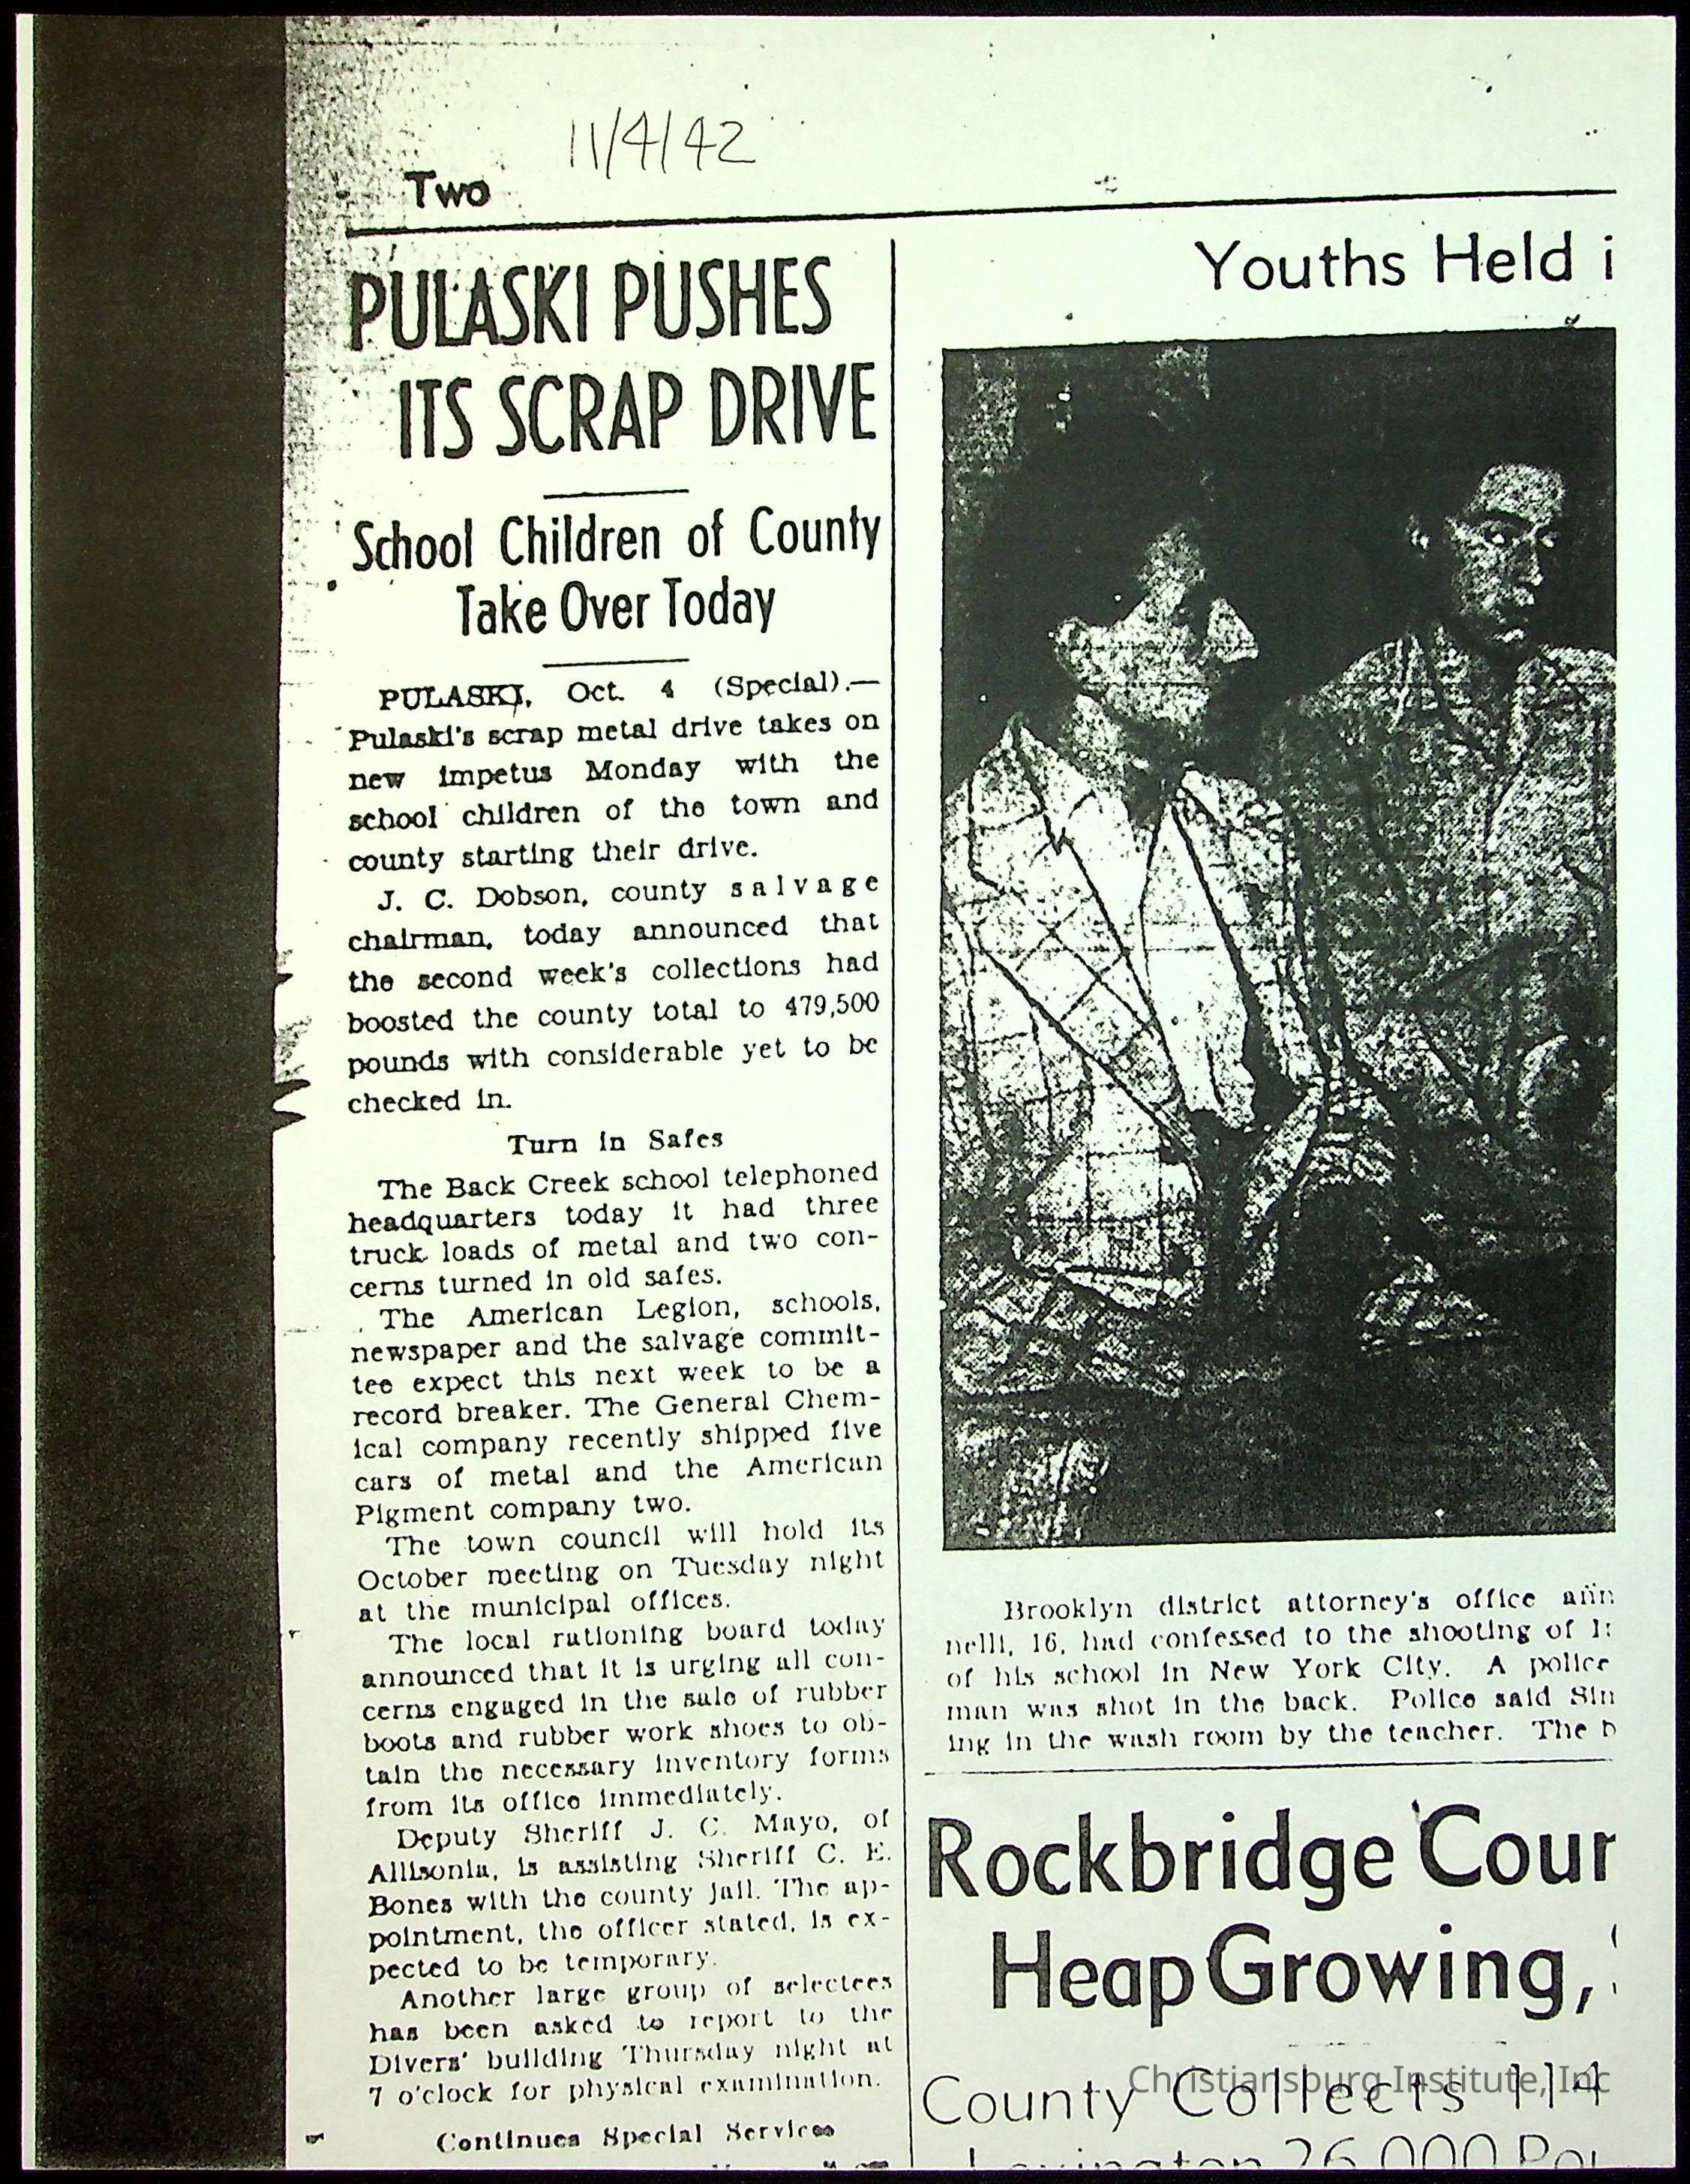 11/4/42
Two
PULASKI PUSHES
ITS SCRAP DRIVE
School Children of County
Take Over Today
PULASKI, Oct. 4 (Special).—
Pulaski's scrap metal drive takes on
new impetus Monday with the
school children of the town and
county starting their drive.
J. C. Dobson, county salvage
chairman, today announced that
the second week's collections had
boosted the county total to 479,500
pounds with considerable yet to be
checked in.
Turn in Safes
The Back Creek school telephoned
headquarters today it had three
truck loads of metal and two con-
cerns turned in old safes.
The American Legion, schools,
newspaper and the salvage commit-
tee expect this next week to be a
record breaker. The General Chem-
ical company recently shipped five
cars of metal and the American
Pigment company two.
The town council will hold its
October meeting on Tuesday night
at the municipal offices.
The local rationing board today
announced that it is urging all con-
cerns engaged in the sale of rubber
boots and rubber work shoes to ob-
tain the necessary inventory forms
from its office immediately.
Deputy Sheriff J. C. Mayo, of
Allisonia, is assisting Sheriff C. E.
Bones with the county jail. The ap-
pointment, the officer stated, is ex-
pected to be temporary.
Another large group of selectees
has been asked to report to the
Divers' building Thursday night at
7 o'clock for physical examination.
Continues Special Services
Youths Held i
Brooklyn district attorney's office ann
nelli, 16, had confessed to the shooting of
of his school in New York City. A police
man was shot in the back. Police said Sin
ing in the wash room by the teacher. The b
Rockbridge Cour
Heap Growing,
County Collects 114
Lexington 26,000 Pou
Christiansburg Institute, Inc